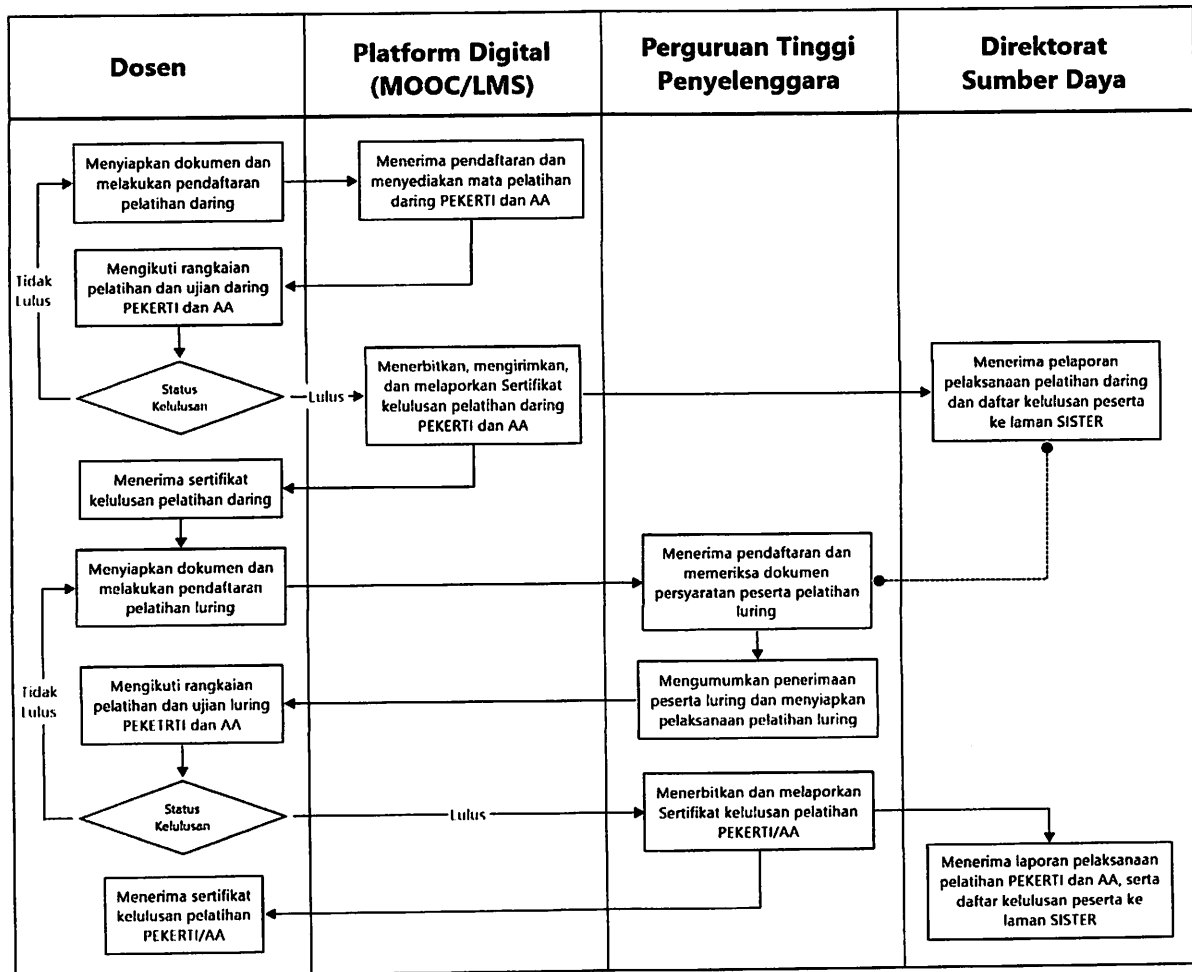 Dosen
Platform Digital
(MOOC/LMS)
Perguruan Tinggi
Penyelenggara
Direktorat
Sumber Daya
Menyiapkan dokumen dan
melakukan pendaftaran
pelatihan daring
Menerima pendaftaran dan
menyediakan mata pelatihan
daring PEKERTI dan AA
Tidak
Lulus
Mengikuti rangkaian
pelatihan dan ujian daring
PEKERTI dan AA
Status
Kelulusan
Lulus
Menerbitkan, mengirimkan,
dan melaporkan Sertifikat
kelulusan pelatihan daring
PEKERTI dan AA
Menerima pelaporan
pelaksanaan pelatihan daring
dan daftar kelulusan peserta
ke laman SISTER
Menerima sertifikat
kelulusan pelatihan daring
Menyiapkan dokumen dan
melakukan pendaftaran
pelatihan luring
Menerima pendaftaran dan
memeriksa dokumen
persyaratan peserta pelatihan
luring
Tidak
Lulus
Mengikuti rangkaian
pelatihan dan ujian luring
PEKETRTI dan AA
Mengumumkan penerimaan
peserta luring dan menyiapkan
pelaksanaan pelatihan luring
Status
Kelulusan
Lulus
Menerbitkan dan melaporkan
Sertifikat kelulusan pelatihan
PEKERTI/AA
Menerima laporan pelaksanaan
pelatihan PEKERTI dan AA, serta
daftar kelulusan peserta ke
laman SISTER
Menerima sertifikat
kelulusan pelatihan
PEKERTI/AA